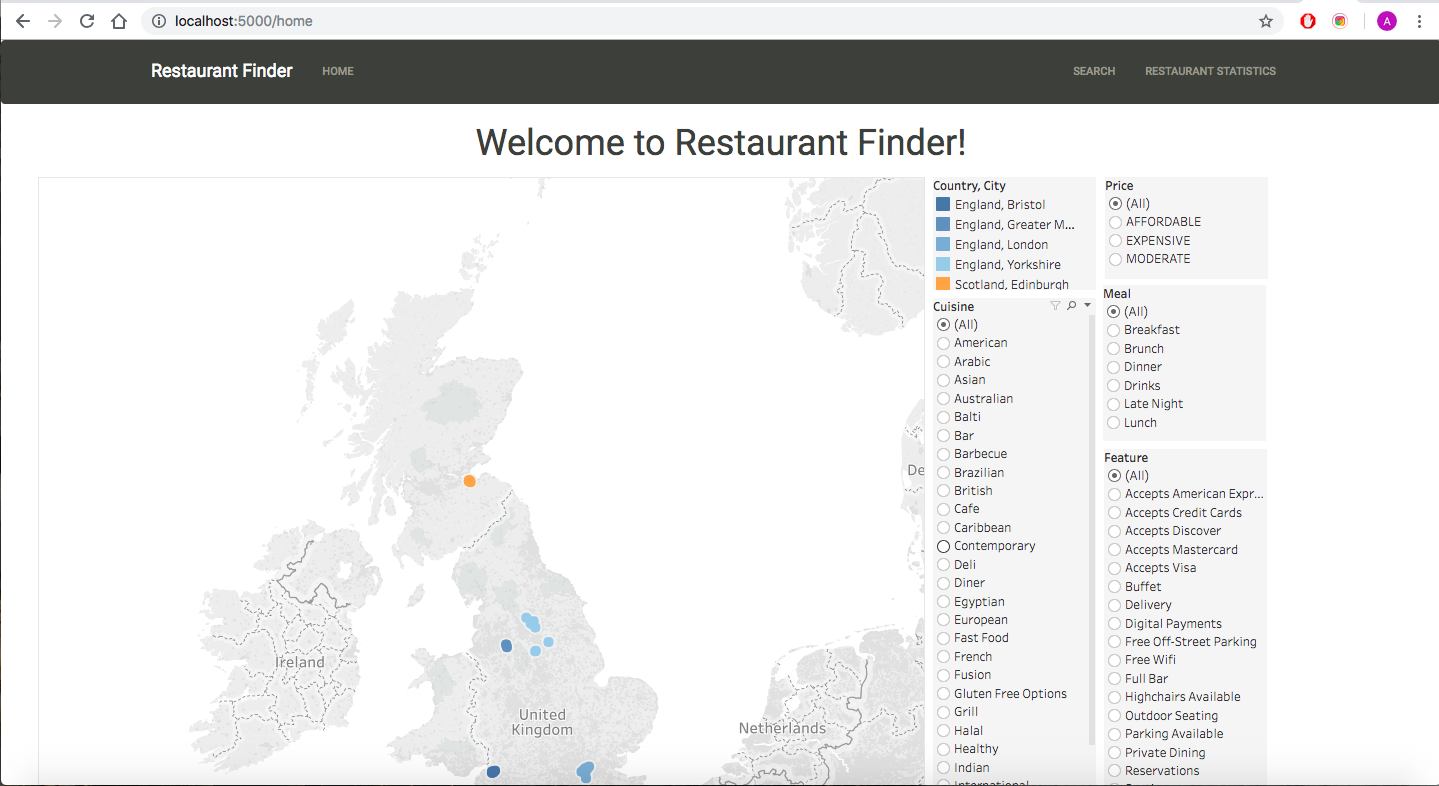 localhost:5000/home
A
Restaurant Finder
HOME
SEARCH
RESTAURANT STATISTICS
Welcome to Restaurant Finder!
Ireland
United
Kingdom
Netherlands
De
Country, City
England, Bristol
England, Greater M...
England, London
England, Yorkshire
Scotland, Edinburgh
Cuisine
(All)
American
Arabic
Asian
Australian
Balti
Bar
Barbecue
Brazilian
British
Cafe
Caribbean
Contemporary
Deli
Diner
Egyptian
European
Fast Food
French
Fusion
Gluten Free Options
Grill
Halal
Healthy
Indian
International
Price
(All)
AFFORDABLE
EXPENSIVE
MODERATE
Meal
(All)
Breakfast
Brunch
Dinner
Drinks
Late Night
Lunch
Feature
(All)
Accepts American Expr...
Accepts Credit Cards
Accepts Discover
Accepts Mastercard
Accepts Visa
Buffet
Delivery
Digital Payments
Free Off-Street Parking
Free Wifi
Full Bar
Highchairs Available
Outdoor Seating
Parking Available
Private Dining
Reservations